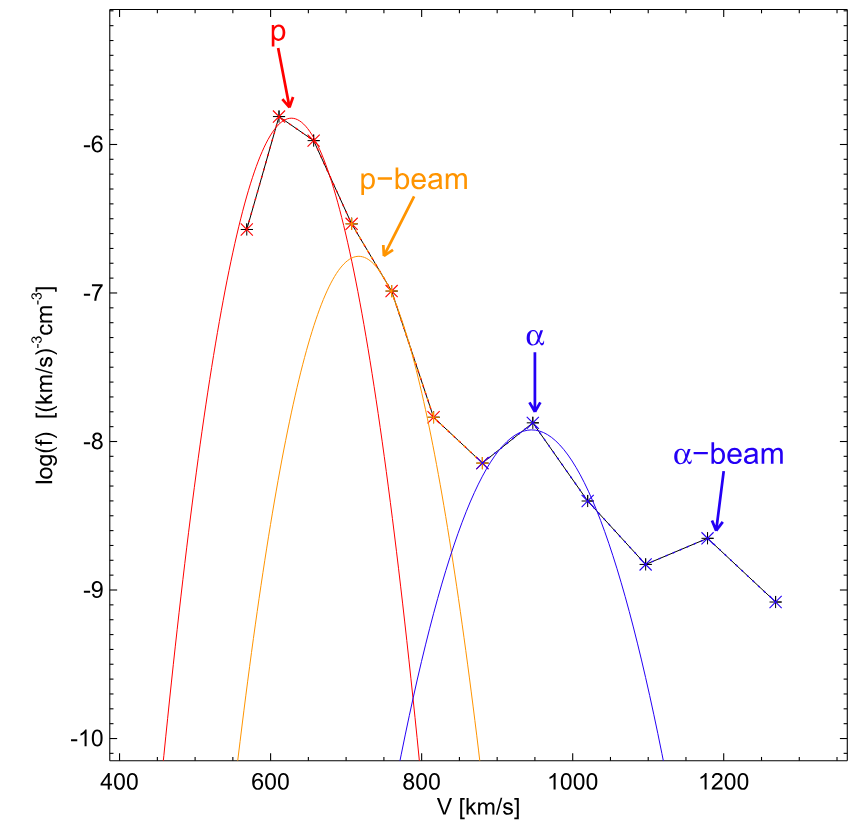 p
p−beam
α
α−beam
-6
-7
-8
-9
-10
log(f) [(km/s)⁻³cm⁻³]
400 600 800 1000 1200
V [km/s]